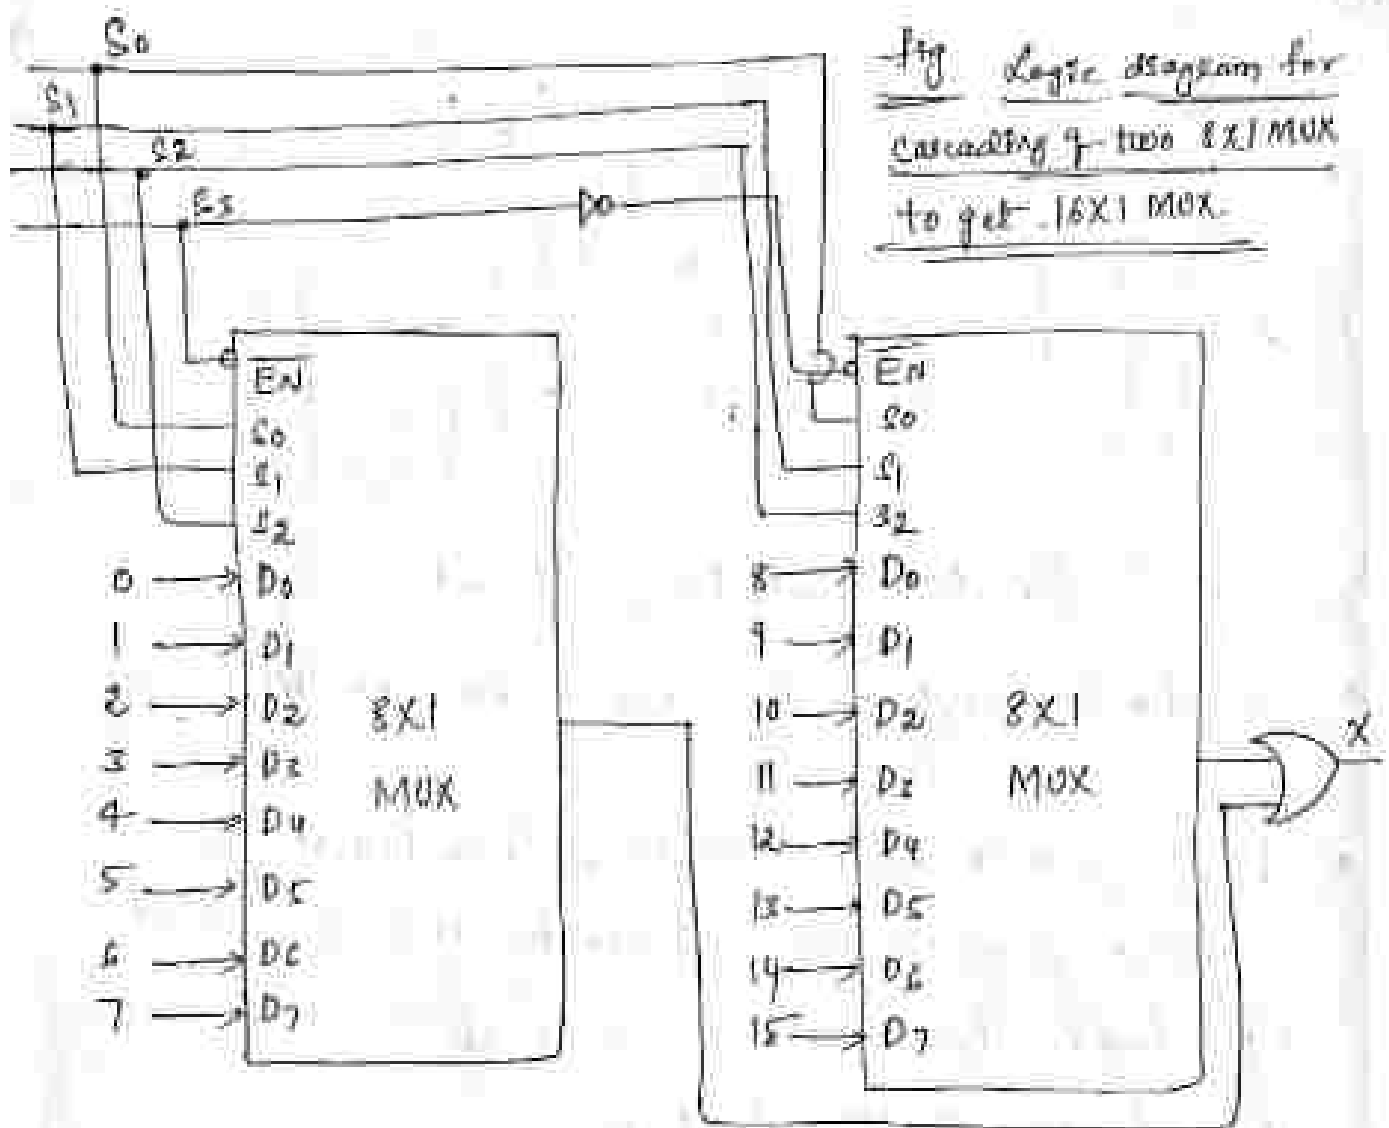 S0
S1
S2
S3
fig Logic diagram for
cascading of two 8X1 MUX
to get 16X1 MUX.
EN
S0
S1
S2
0 D0
1 D1
2 D2
3 D3
4 D4
5 D5
6 D6
7 D7
8X1
MUX
EN
S0
S1
S2
8 D0
9 D1
10 D2
11 D3
12 D4
13 D5
14 D6
15 D7
8X1
MUX
X